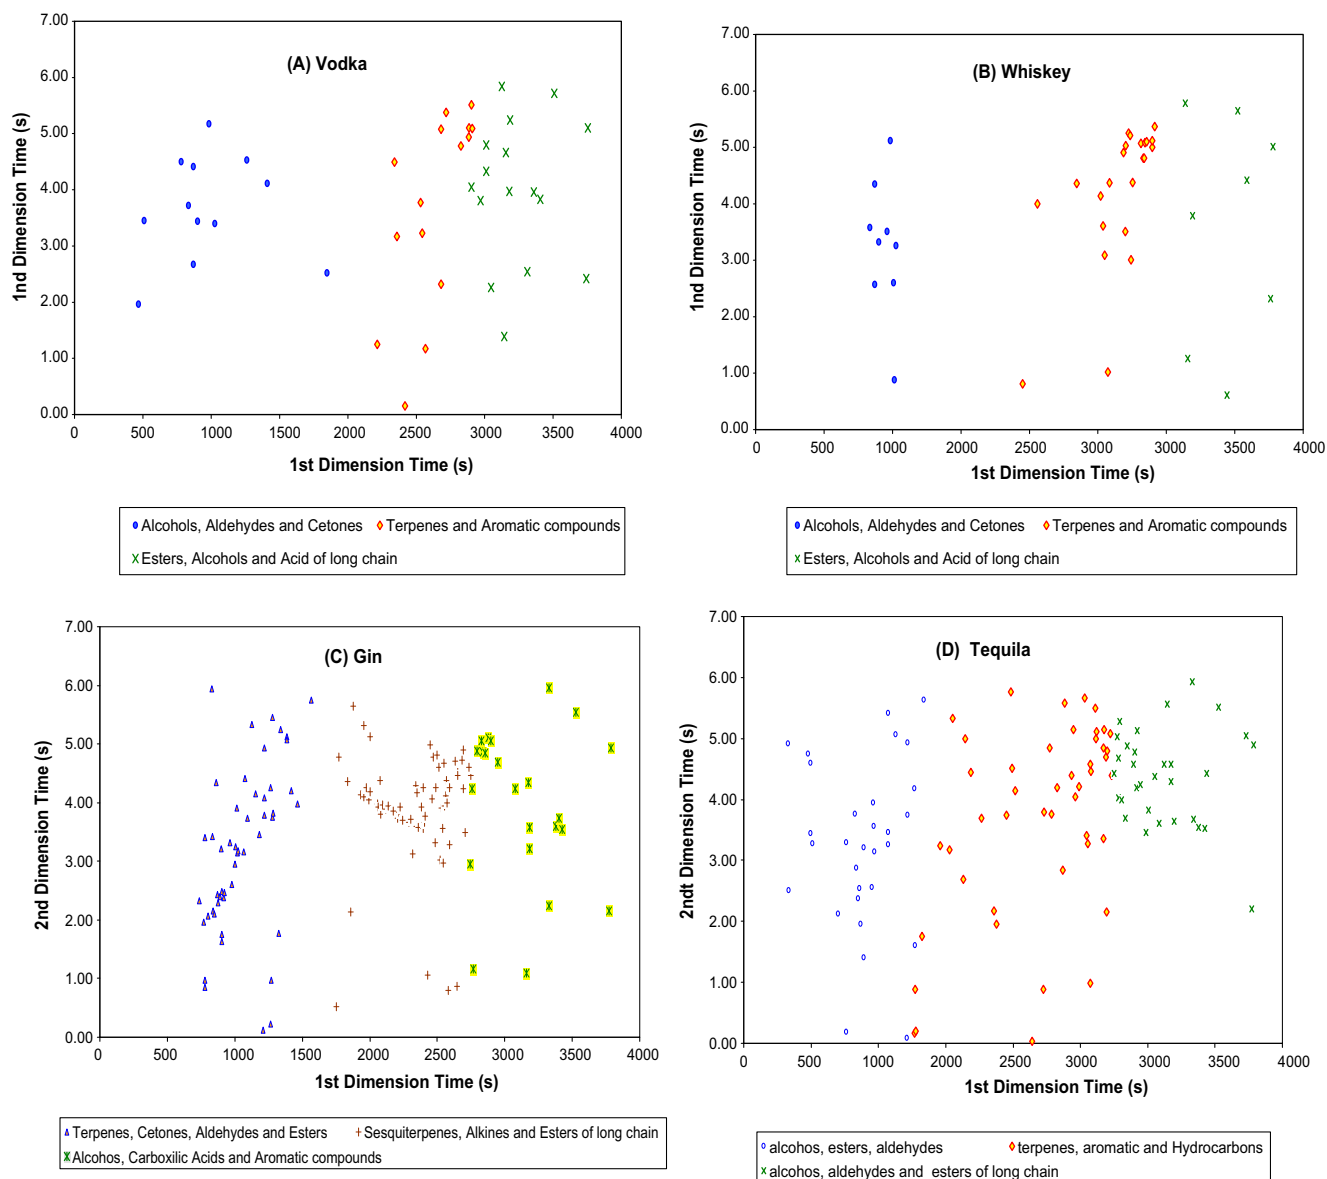 (A) Vodka
1nd Dimension Time (s)
7.00
6.00
5.00
4.00
3.00
2.00
1.00
0.00
0 500 1000 1500 2000 2500 3000 3500 4000
1st Dimension Time (s)
Alcohols, Aldehydes and Cetones Terpenes and Aromatic compounds
Esters, Alcohols and Acid of long chain
(B) Whiskey
1nd Dimension Time (s)
7.00
6.00
5.00
4.00
3.00
2.00
1.00
0.00
0 500 1000 2000 2000 2500 3000 3500 4000
1st Dimension Time (s)
Alcohols, Aldehydes and Cetones Terpenes and Aromatic compounds
Esters, Alcohols and Acid of long chain
(C) Gin
2nd Dimension Time (s)
7.00
6.00
5.00
4.00
3.00
2.00
1.00
0.00
0 500 1000 1500 2000 2500 3000 3500 4000
1st Dimension Time (s)
Terpenes, Cetones, Aldehydes and Esters Sesquiterpenes, Alkines and Esters of long chain
Alcohos, Carboxilic Acids and Aromatic compounds
(D) Tequila
2ndt Dimension Time (s)
7.00
6.00
5.00
4.00
3.00
2.00
1.00
0.00
0 500 1000 2000 2000 2500 3000 3500 4000
1st Dimension Time (s)
alcohos, esters, aldehydes terpenes, aromatic and Hydrocarbons
alcohos, aldehydes and esters of long chain